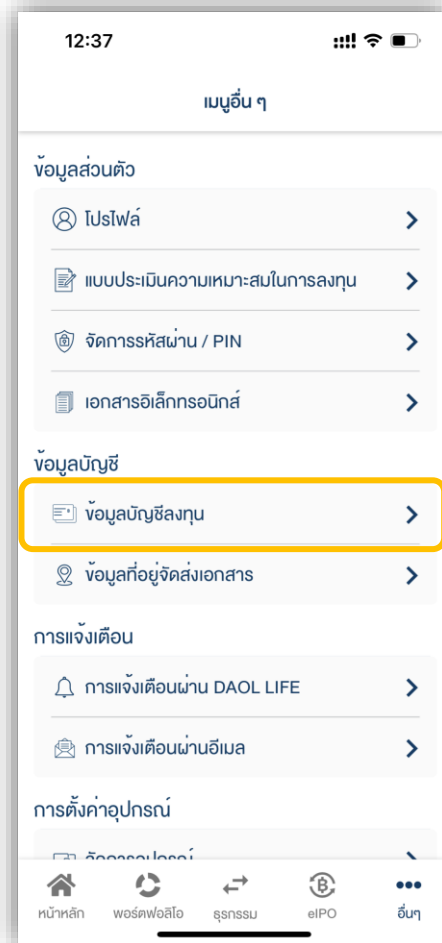 12:37
เมนูอื่น ๆ
ข้อมูลส่วนตัว
โปรไฟล์
แบบประเมินความเหมาะสมในการลงทุน
จัดการรหัสผ่าน / PIN
เอกสารอิเล็กทรอนิกส์
ข้อมูลบัญชี
ข้อมูลบัญชีลงทุน
ข้อมูลที่อยู่จัดส่งเอกสาร
การแจ้งเตือน
การแจ้งเตือนผ่าน DAOL LIFE
การแจ้งเตือนผ่านอีเมล
การตั้งค่าอุปกรณ์
จัดการอุปกรณ์
หน้าหลัก พอร์ตฟอลิโอ ธุรกรรม eIPO อื่นๆ